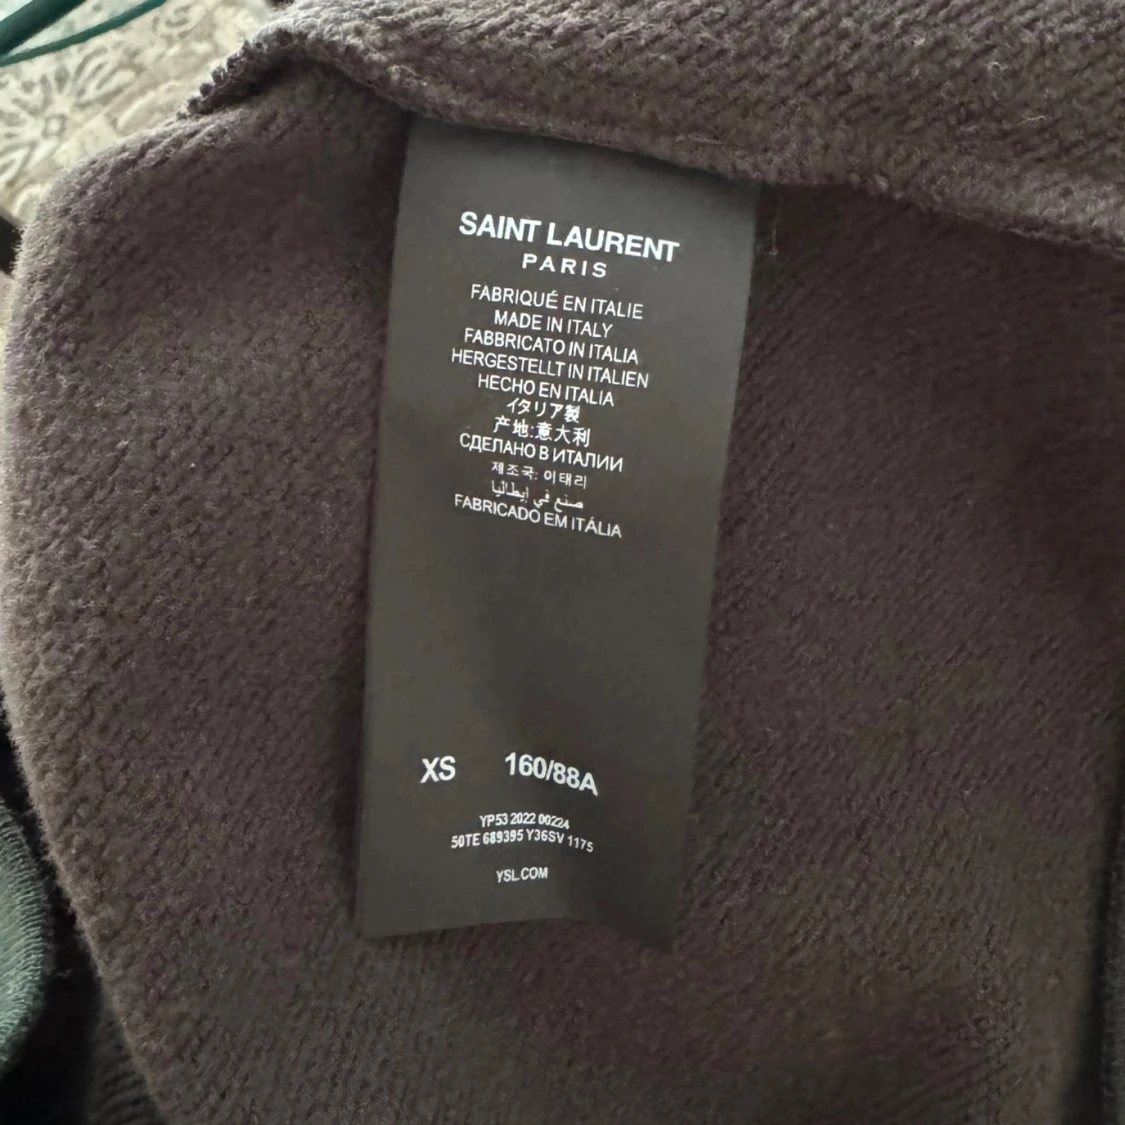 SAINT LAURENT
PARIS
FABRIQUÉ EN ITALIE
MADE IN ITALY
FABBRICATO IN ITALIA
HERGESTELLT IN ITALIEN
HECHO EN ITALIA
イタリア製
产地:意大利
СДЕЛАНО В ИТАЛИИ
제조국: 이태리
صنع في إيطاليا
FABRICADO EM ITÁLIA
XS 160/88A
YP53 2022 00224
50TE 689395 Y36SV 1175
YSL.COM